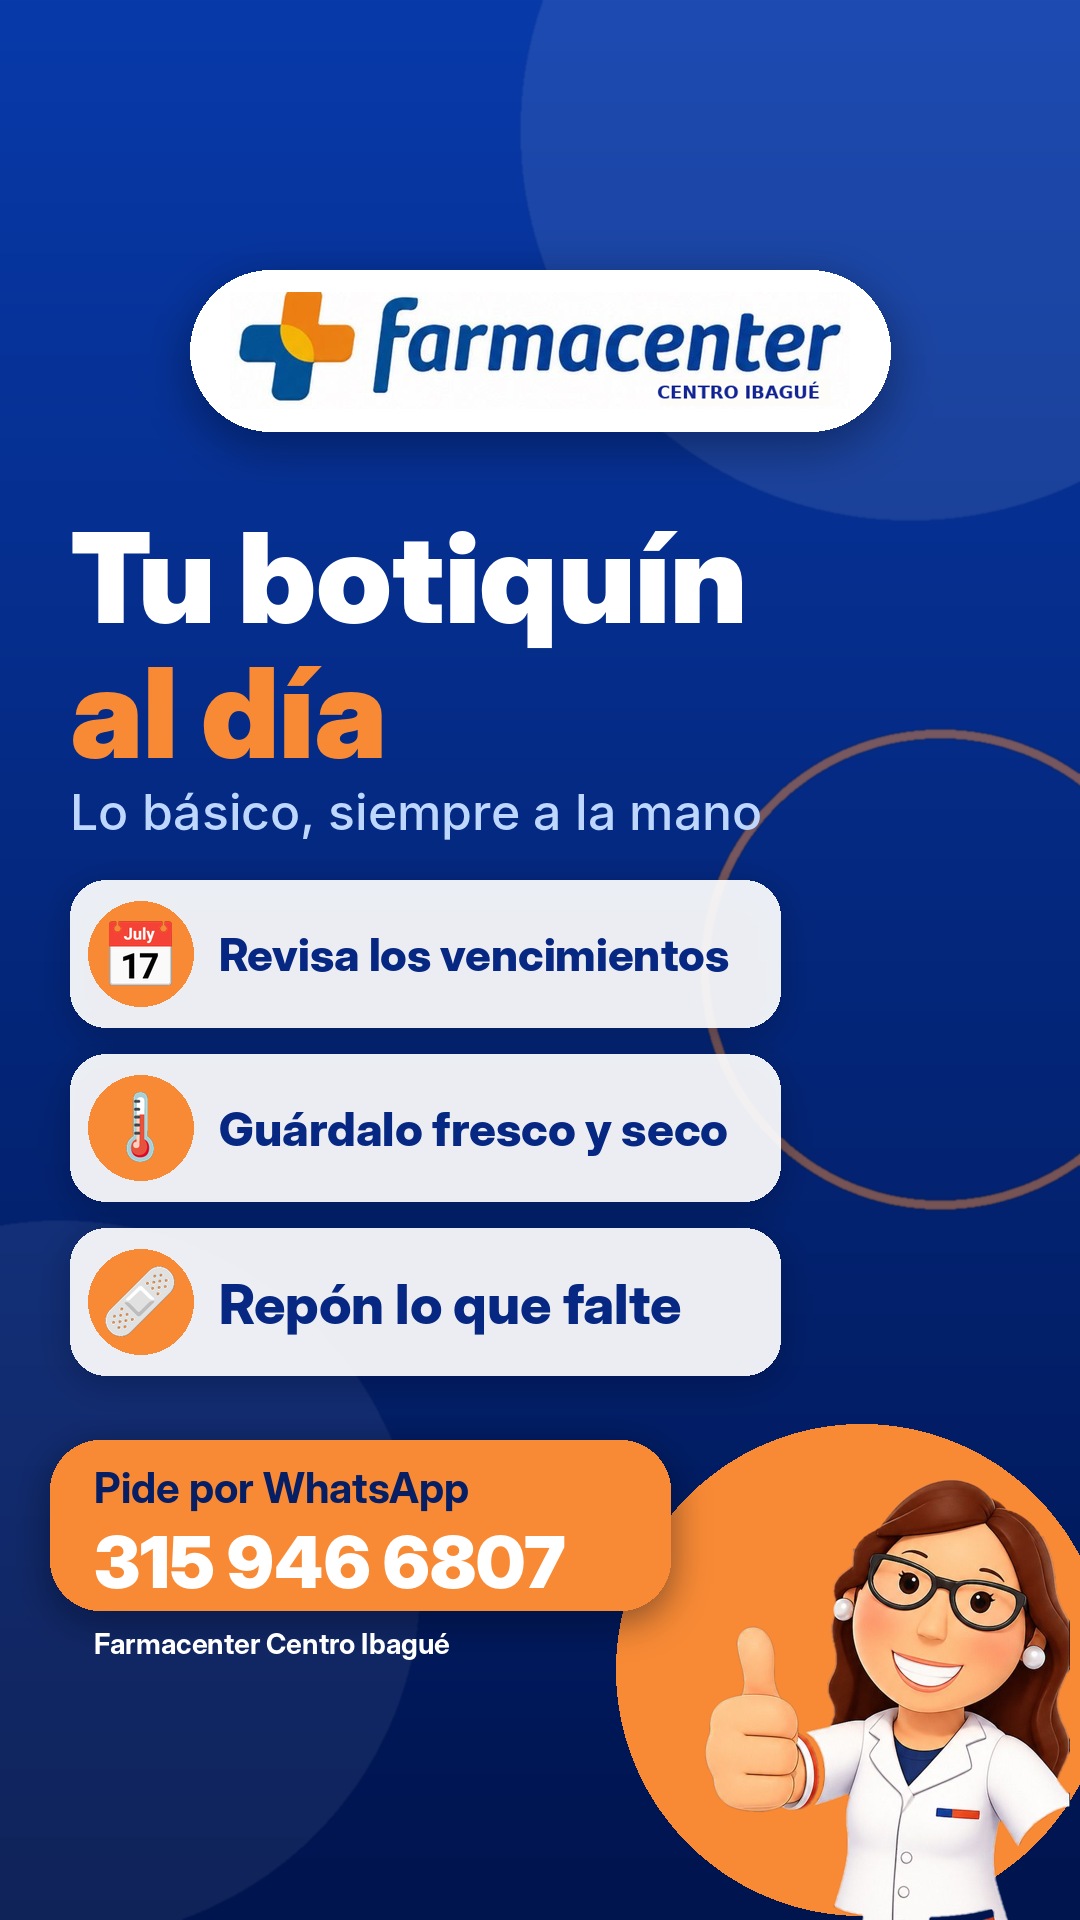 farmacenter
CENTRO IBAGUÉ
Tu botiquín
al día
Lo básico, siempre a la mano
July
17
Revisa los vencimientos
Guárdalo fresco y seco
Repón lo que falte
Pide por WhatsApp
315 946 6807
Farmacenter Centro Ibagué